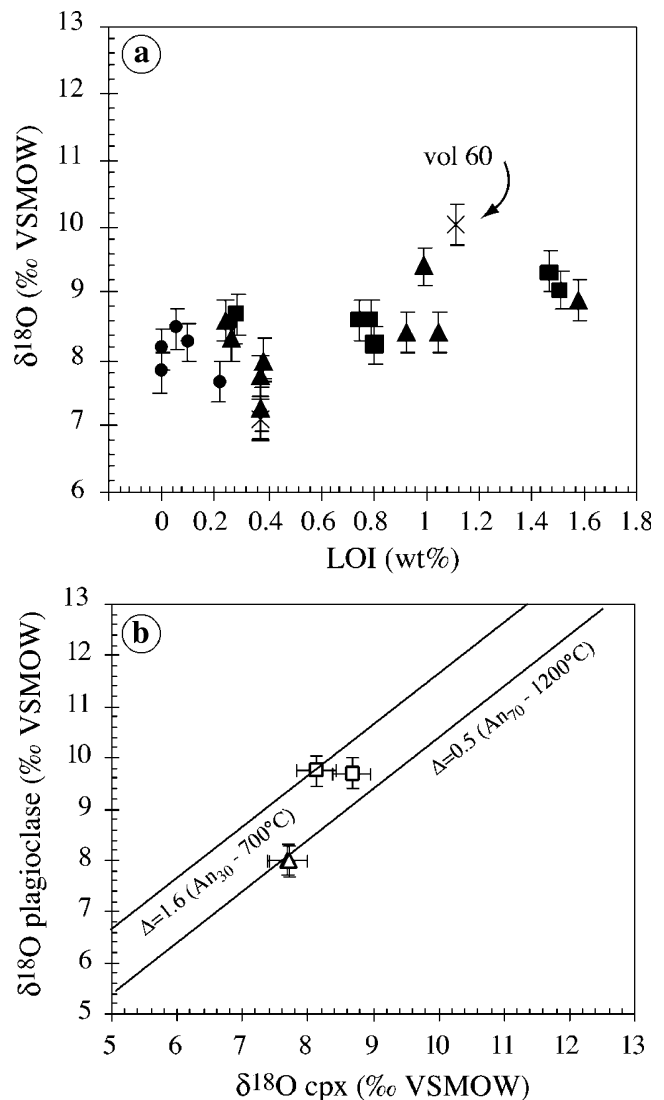 13
a
12
11
vol 60
10
9
8
7
6
δ¹⁸O (‰ VSMOW)
0 0.2 0.4 0.6 0.8 1 1.2 1.4 1.6 1.8
LOI (wt%)
13
b
12
11
10
9
8
7
6
5
δ¹⁸O plagioclase (‰ VSMOW)
Δ=0.5 (An₇₀ - 1200°C)
Δ=1.6 (An₃₀ - 700°C)
5 6 7 8 9 10 11 12 13
δ¹⁸O cpx (‰ VSMOW)